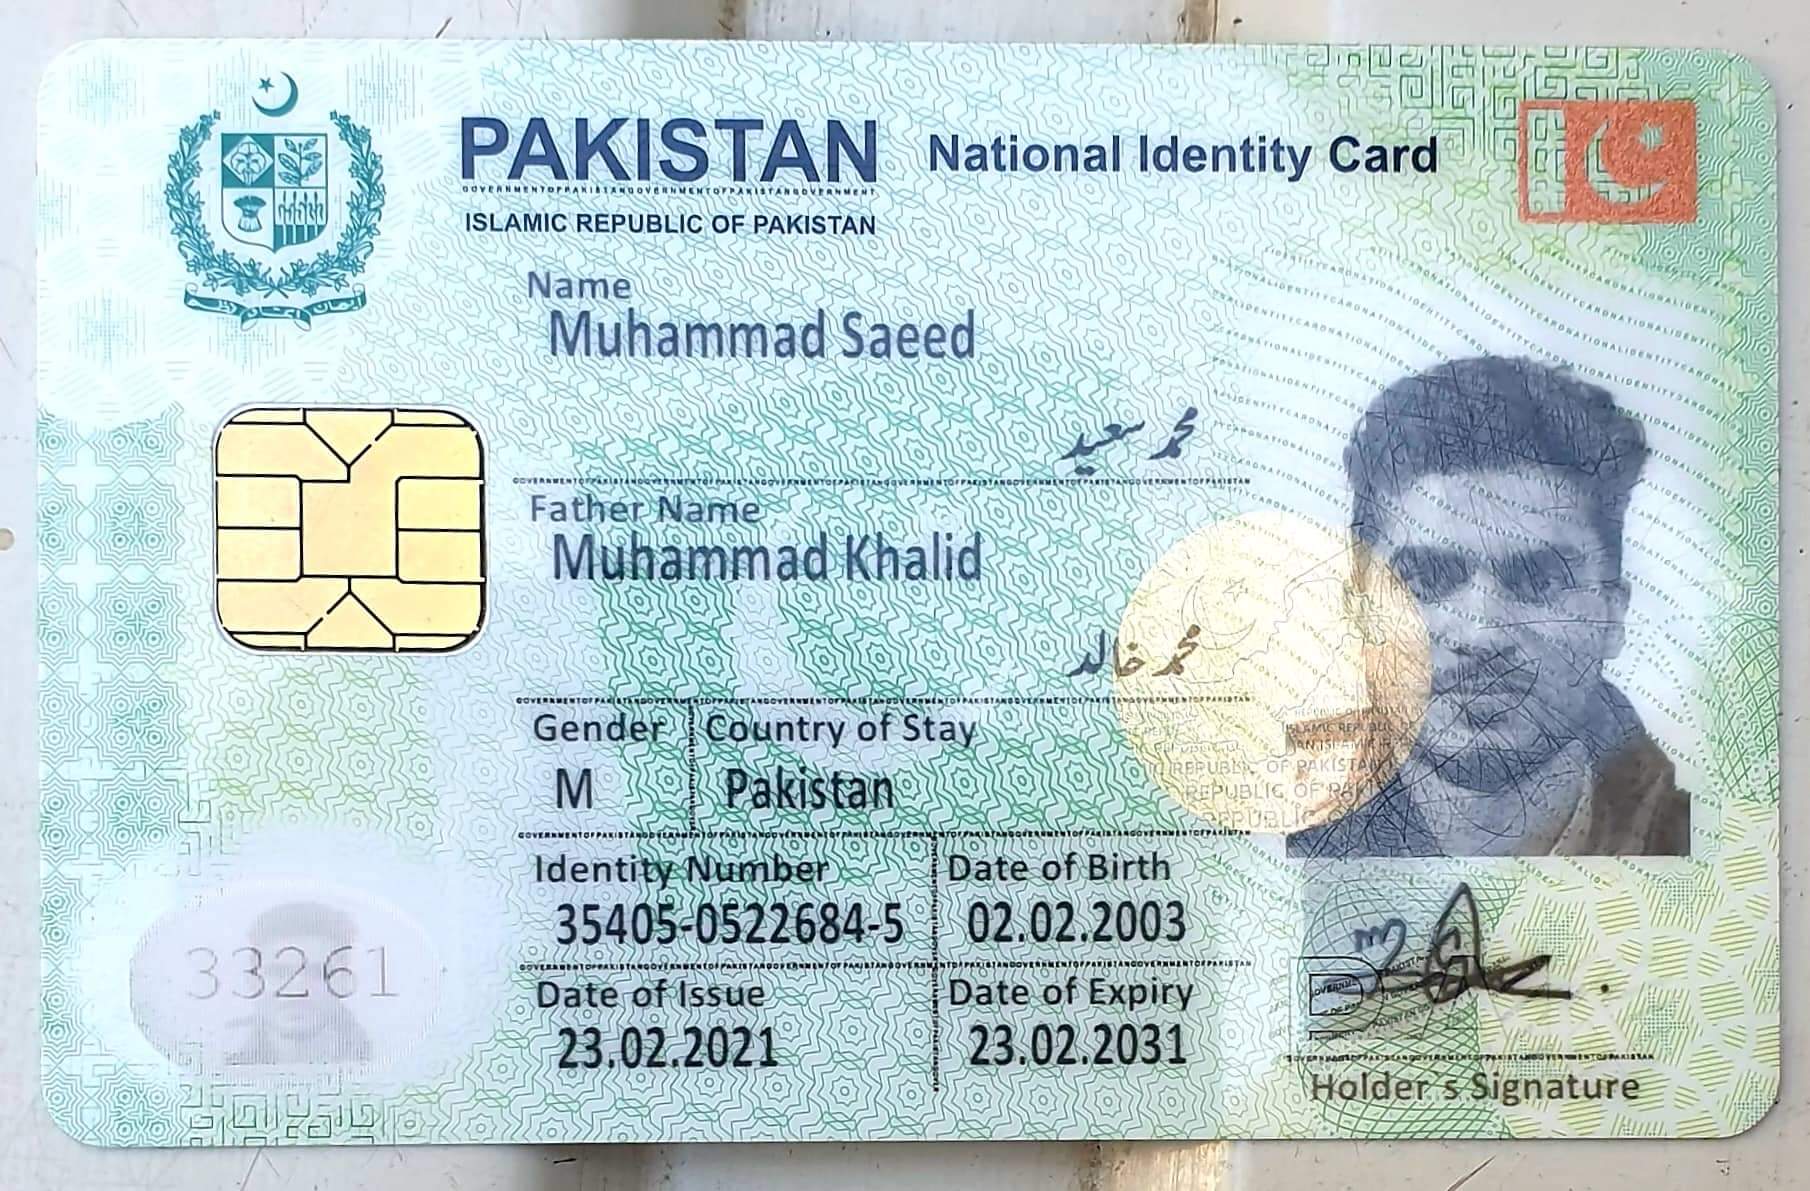 PAKISTAN National Identity Card
ISLAMIC REPUBLIC OF PAKISTAN
Name
Muhammad Saeed
محمد سعید
Father Name
Muhammad Khalid
محمد خالد
Gender Country of Stay
M Pakistan
Identity Number Date of Birth
35405-0522684-5 02.02.2003
Date of Issue Date of Expiry
23.02.2021 23.02.2031
33261
Holder`s Signature